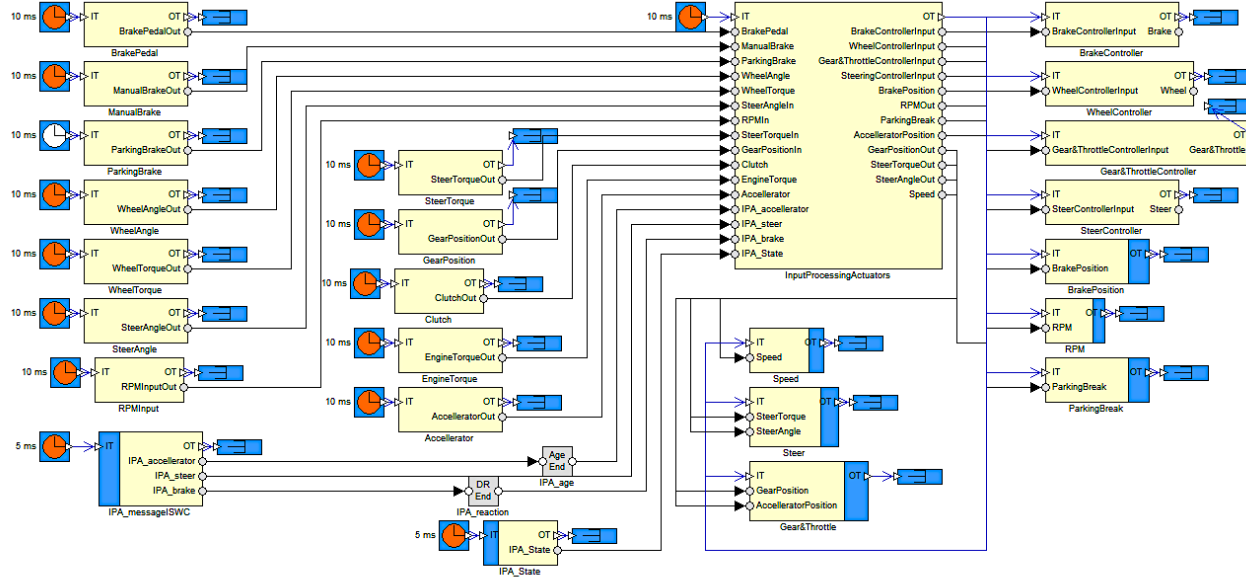 10 ms
IT
OT
BrakePedalOut
BrakePedal
10 ms
IT
OT
ManualBrakeOut
ManualBrake
IT
OT
ParkingBrakeOut
ParkingBrake
10 ms
IT
OT
WheelAngleOut
WheelAngle
10 ms
IT
OT
WheelTorqueOut
WheelTorque
10 ms
IT
OT
SteerAngleOut
SteerAngle
10 ms
IT
OT
RPMInputOut
RPMInput
5 ms
IT
OT
IPA_accelerator
IPA_steer
IPA_brake
IPA_messageISWC
10 ms
IT
OT
SteerTorqueOut
SteerTorque
10 ms
IT
OT
GearPositionOut
GearPosition
10 ms
IT
OT
ClutchOut
Clutch
10 ms
IT
OT
EngineTorqueOut
EngineTorque
10 ms
IT
OT
AccelleratorOut
Accellerator
Age
End
IPA_age
DR
End
IPA_reaction
5 ms
IT
OT
IPA_State
IPA_State
10 ms
IT
OT
BrakePedal
BrakeControllerInput
ManualBrake
WheelControllerInput
ParkingBrake
Gear&ThrottleControllerInput
WheelAngle
SteeringControllerInput
WheelTorque
BrakePosition
SteerAngleIn
RPMOut
RPMIn
ParkingBreak
SteerTorqueIn
AcceleratorPosition
GearPositionIn
GearPositionOut
Clutch
SteerTorqueOut
EngineTorque
SteerAngleOut
Accellerator
Speed
IPA_accelerator
IPA_steer
IPA_brake
IPA_State
InputProcessingActuators
IT
OT
Speed
Speed
IT
OT
SteerTorque
SteerAngle
Steer
IT
OT
GearPosition
AcceleratorPosition
Gear&Throttle
IT
OT
BrakeControllerInput
Brake
BrakeController
IT
OT
WheelControllerInput
Wheel
WheelController
IT
OT
Gear&ThrottleControllerInput
Gear&Throttle
Gear&ThrottleController
IT
OT
SteerControllerInput
Steer
SteerController
IT
OT
BrakePosition
BrakePosition
IT
OT
RPM
RPM
IT
OT
ParkingBreak
ParkingBreak